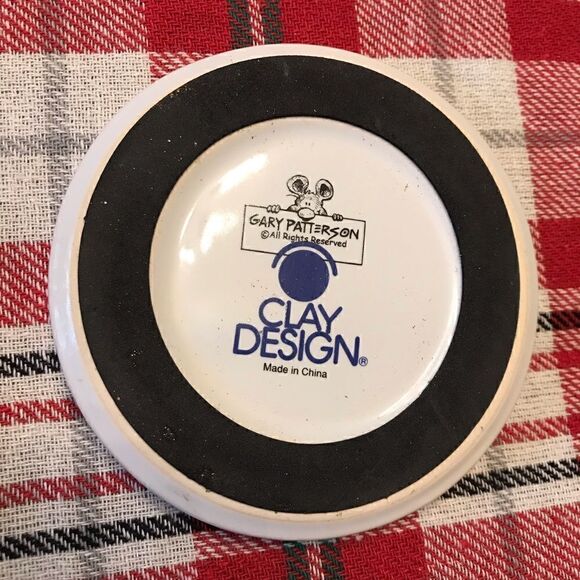 GARY PATTERSON
©All Rights Reserved
CLAY
DESIGN®
Made in China